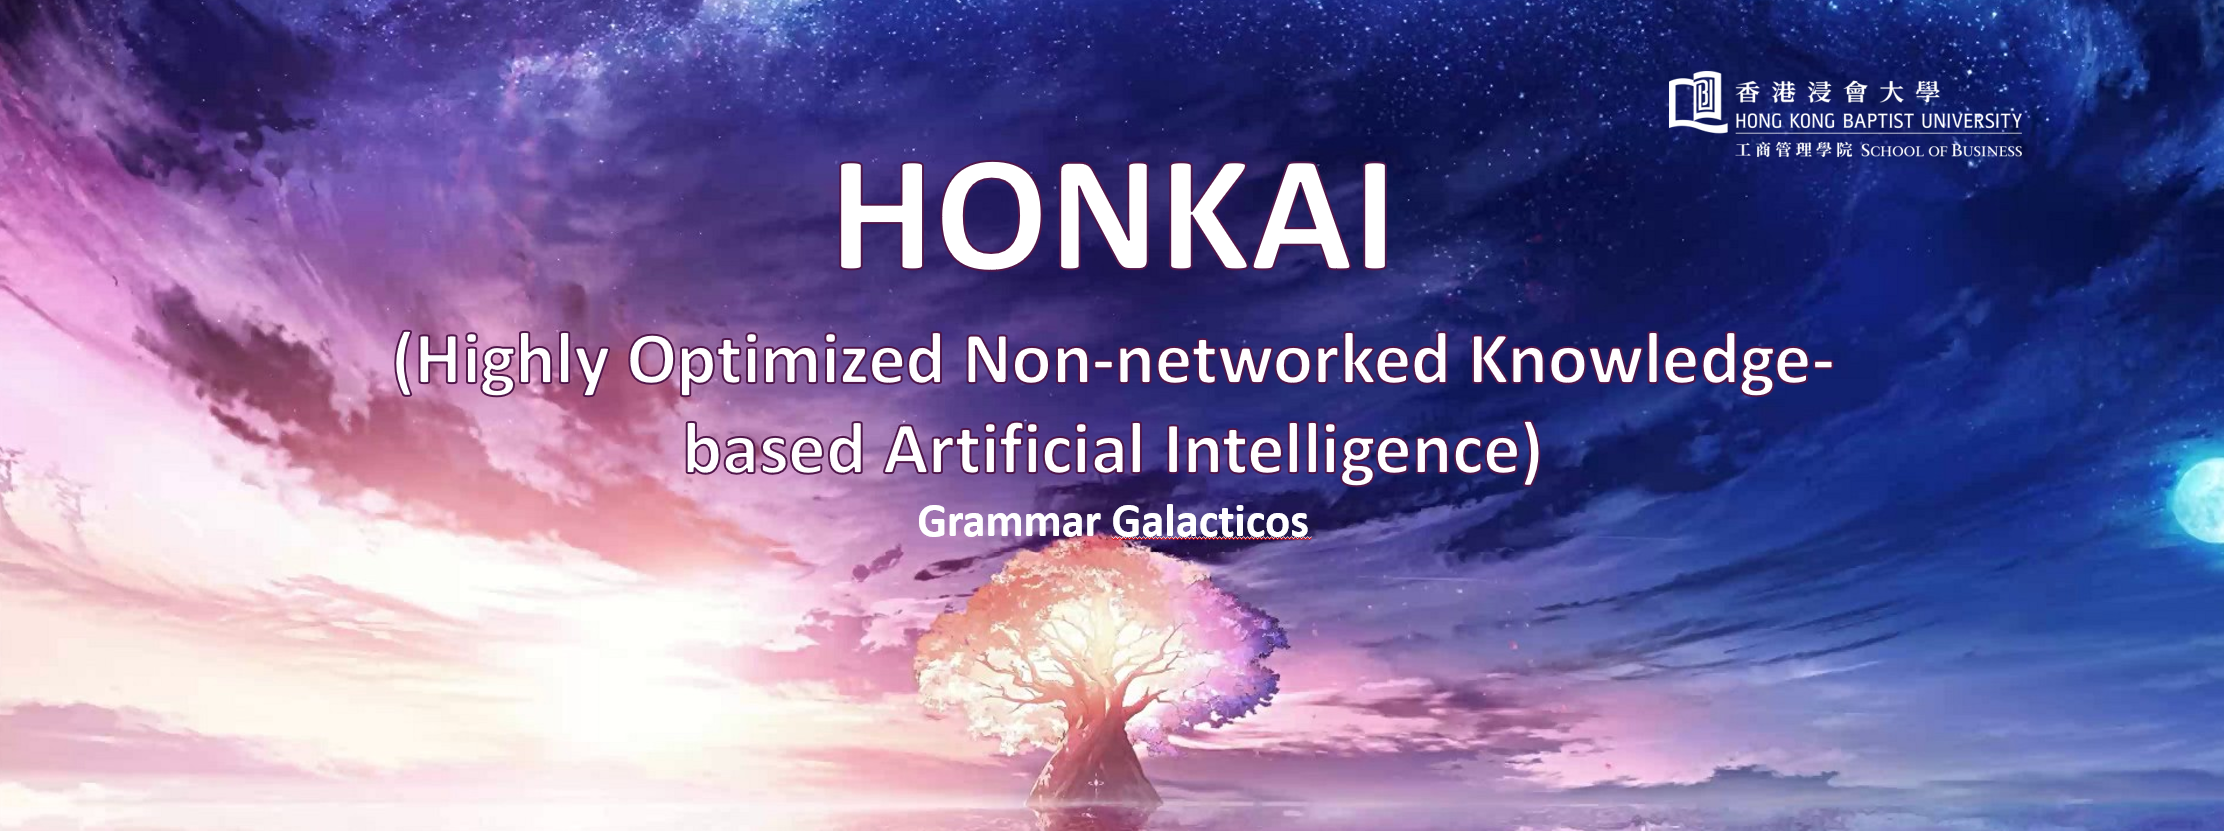 香港浸會大學
HONG KONG BAPTIST UNIVERSITY
工商管理學院 SCHOOL OF BUSINESS
HONKAI
(Highly Optimized Non-networked Knowledge-
based Artificial Intelligence)
Grammar Galacticos